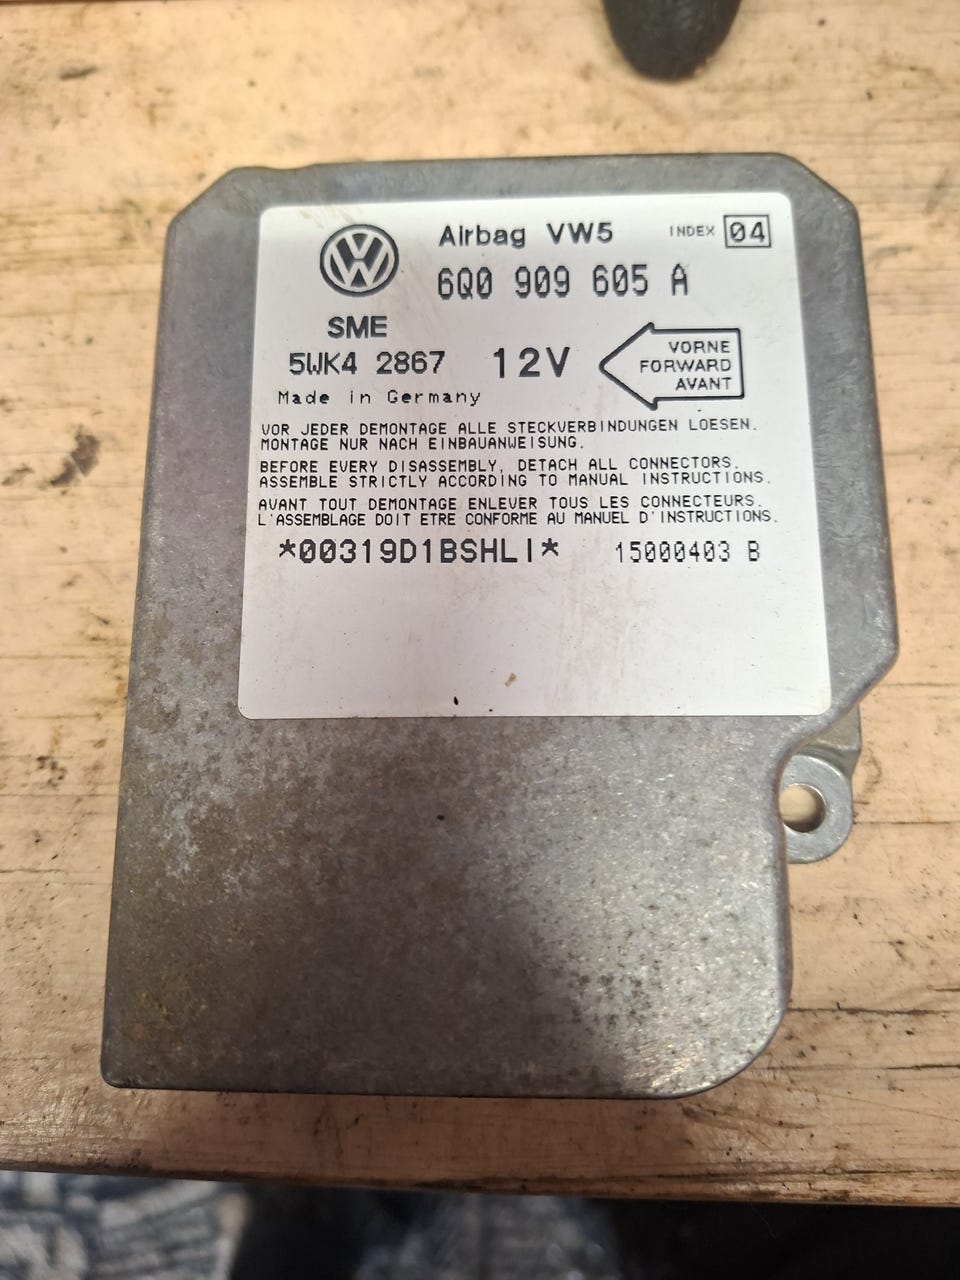 Airbag VW5 INDEX 04
6Q0 909 605 A
SME
5WK4 2867 12V
VORNE
FORWARD
AVANT
Made in Germany
VOR JEDER DEMONTAGE ALLE STECKVERBINDUNGEN LOESEN.
MONTAGE NUR NACH EINBAUANWEISUNG.
BEFORE EVERY DISASSEMBLY, DETACH ALL CONNECTORS.
ASSEMBLE STRICTLY ACCORDING TO MANUAL INSTRUCTIONS.
AVANT TOUT DEMONTAGE ENLEVER TOUS LES CONNECTEURS.
L'ASSEMBLAGE DOIT ETRE CONFORME AU MANUEL D'INSTRUCTIONS.
*00319D1BSHLI* 15000403 B